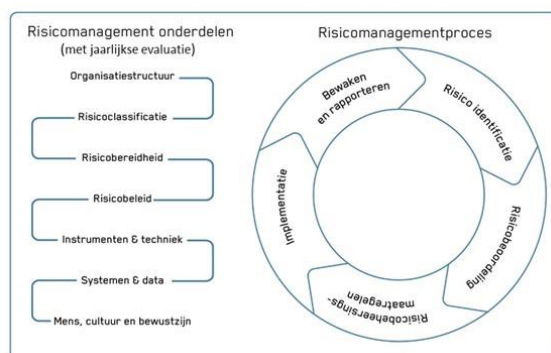 Risicomanagement onderdelen
(met jaarlijkse evaluatie)
Organisatiestructuur
Risicoclassificatie
Risicobereidheid
Risicobeleid
Instrumenten & techniek
Systemen & data
Mens, cultuur en bewustzijn
Risicomanagementproces
Bewaken
en rapporteren
Risico identificatie
Risicobeoordeling
Risicobeheersings-
maatregelen
Implementatie